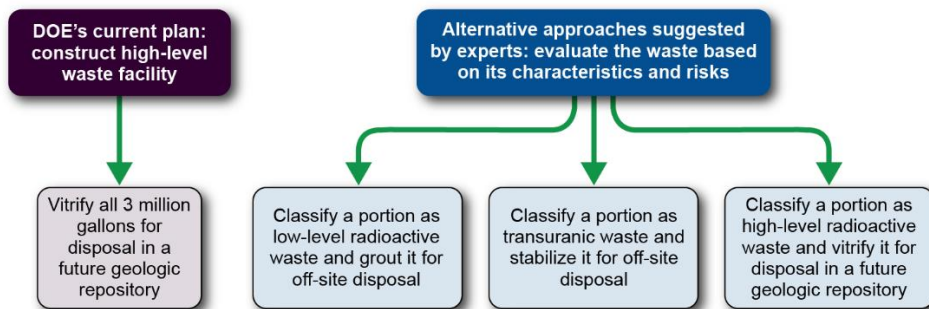 DOE's current plan:
construct high-level
waste facility
Alternative approaches suggested
by experts: evaluate the waste based
on its characteristics and risks
Vitrify all 3 million
gallons for
disposal in a
future geologic
repository
Classify a portion as
low-level radioactive
waste and grout it for
off-site disposal
Classify a portion as
transuranic waste and
stabilize it for off-site
disposal
Classify a portion as
high-level radioactive
waste and vitrify it for
disposal in a future
geologic repository